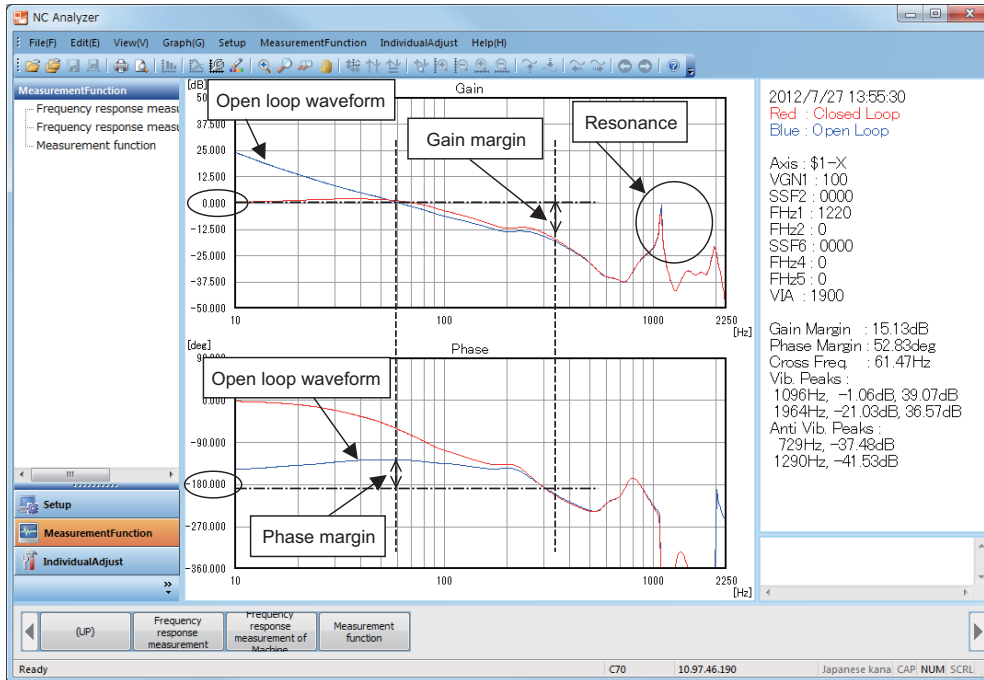 NC Analyzer
File(F) Edit(E) View(V) Graph(G) Setup MeasurementFunction IndividualAdjust Help(H)
MeasurementFunction
Frequency response measu
Frequency response measu
Measurement function
Setup
MeasurementFunction
IndividualAdjust
[dB]
Gain
50
37.500
25.000
12.500
0.000
-12.500
-25.000
-37.500
-50.000
10
100
1000
2250
[Hz]
Open loop waveform
Gain margin
Resonance
[deg]
Phase
90
0.000
-90.000
-180.000
-270.000
-360.000
10
100
1000
2250
[Hz]
Open loop waveform
Phase margin
2012/7/27 13:55:30
Red : Closed Loop
Blue : Open Loop
Axis : $1-X
VGN1 : 100
SSF2 : 0000
FHz1 : 1220
FHz2 : 0
SSF6 : 0000
FHz4 : 0
FHz5 : 0
VIA : 1900
Gain Margin : 15.13dB
Phase Margin : 52.83deg
Cross Freq. : 61.47Hz
Vib. Peaks :
1096Hz, -1.06dB, 39.07dB
1964Hz, -21.03dB, 36.57dB
Anti Vib. Peaks :
729Hz, -37.48dB
1290Hz, -41.53dB
(UP)
Frequency
response
measurement
Frequency
response
measurement of
Machine
Measurement
function
Ready
C70
10.97.46.190
Japanese kana CAP NUM SCRL